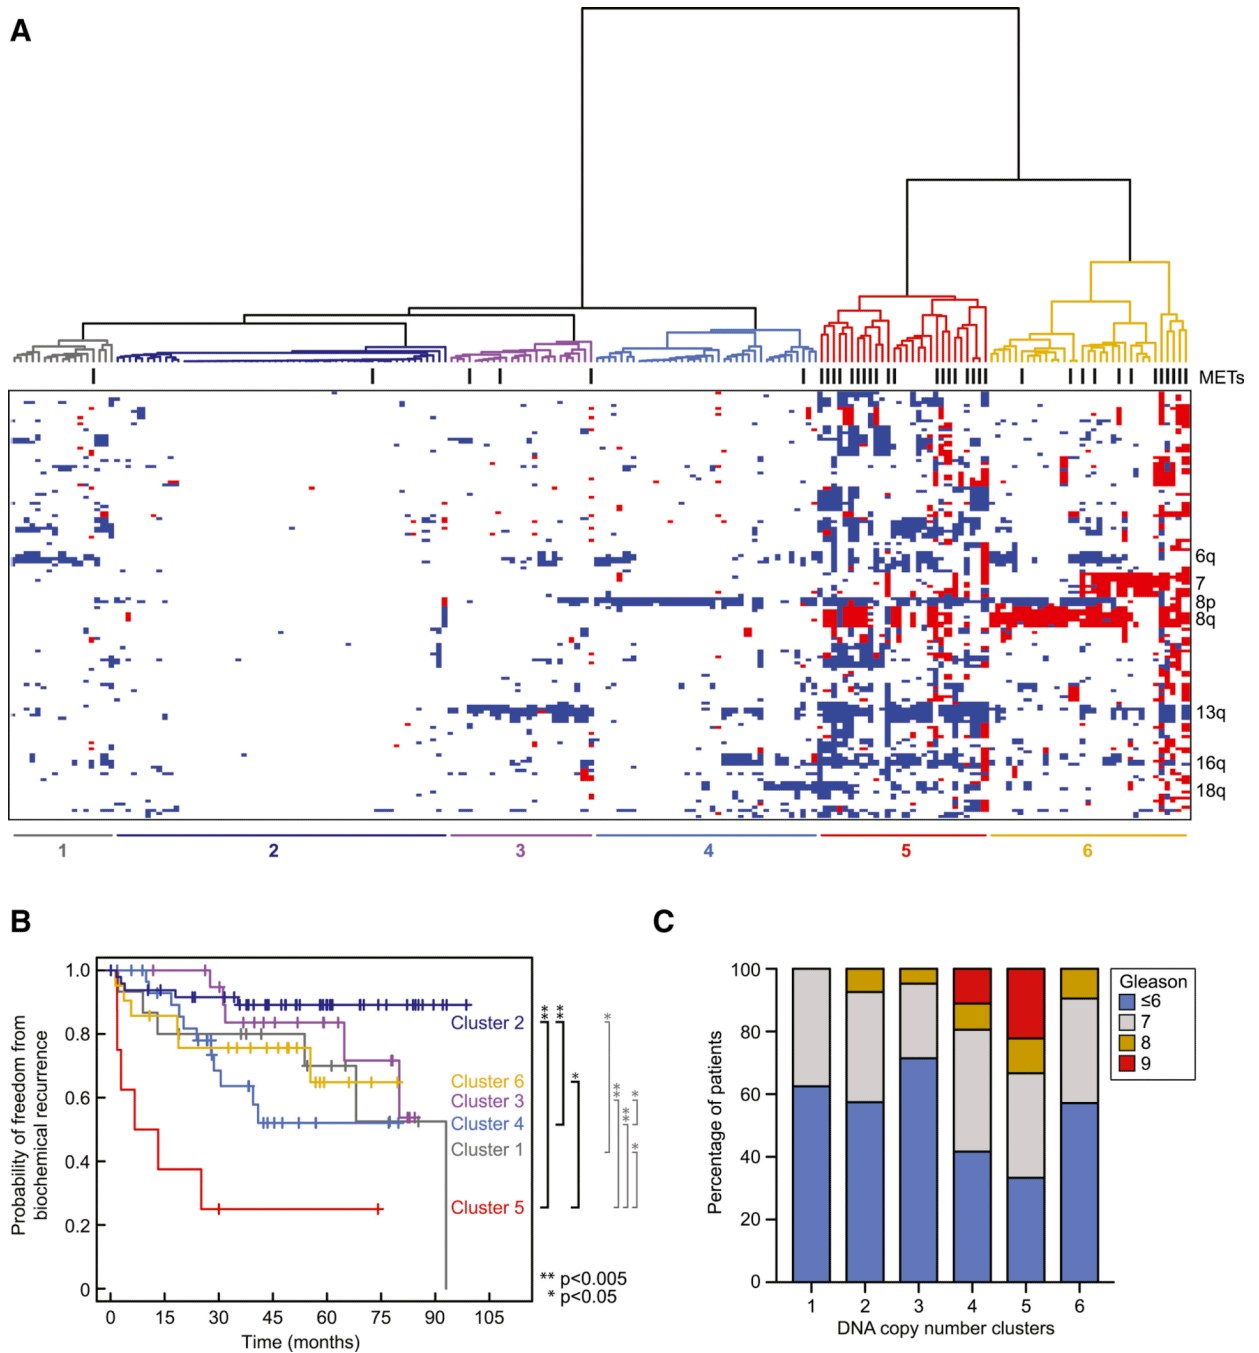 A
METs
6q
7
8p
8q
13q
16q
18q
1 2 3 4 5 6
B
Probability of freedom from
biochemical recurrence
1.0
0.8
0.6
0.4
0.2
0
0 15 30 45 60 75 90 105
Time (months)
Cluster 2
Cluster 6
Cluster 3
Cluster 4
Cluster 1
Cluster 5
** ** * * ** ** * *
** p<0.005
* p<0.05
C
Percentage of patients
100
80
60
40
20
0
1 2 3 4 5 6
DNA copy number clusters
Gleason
≤6
7
8
9